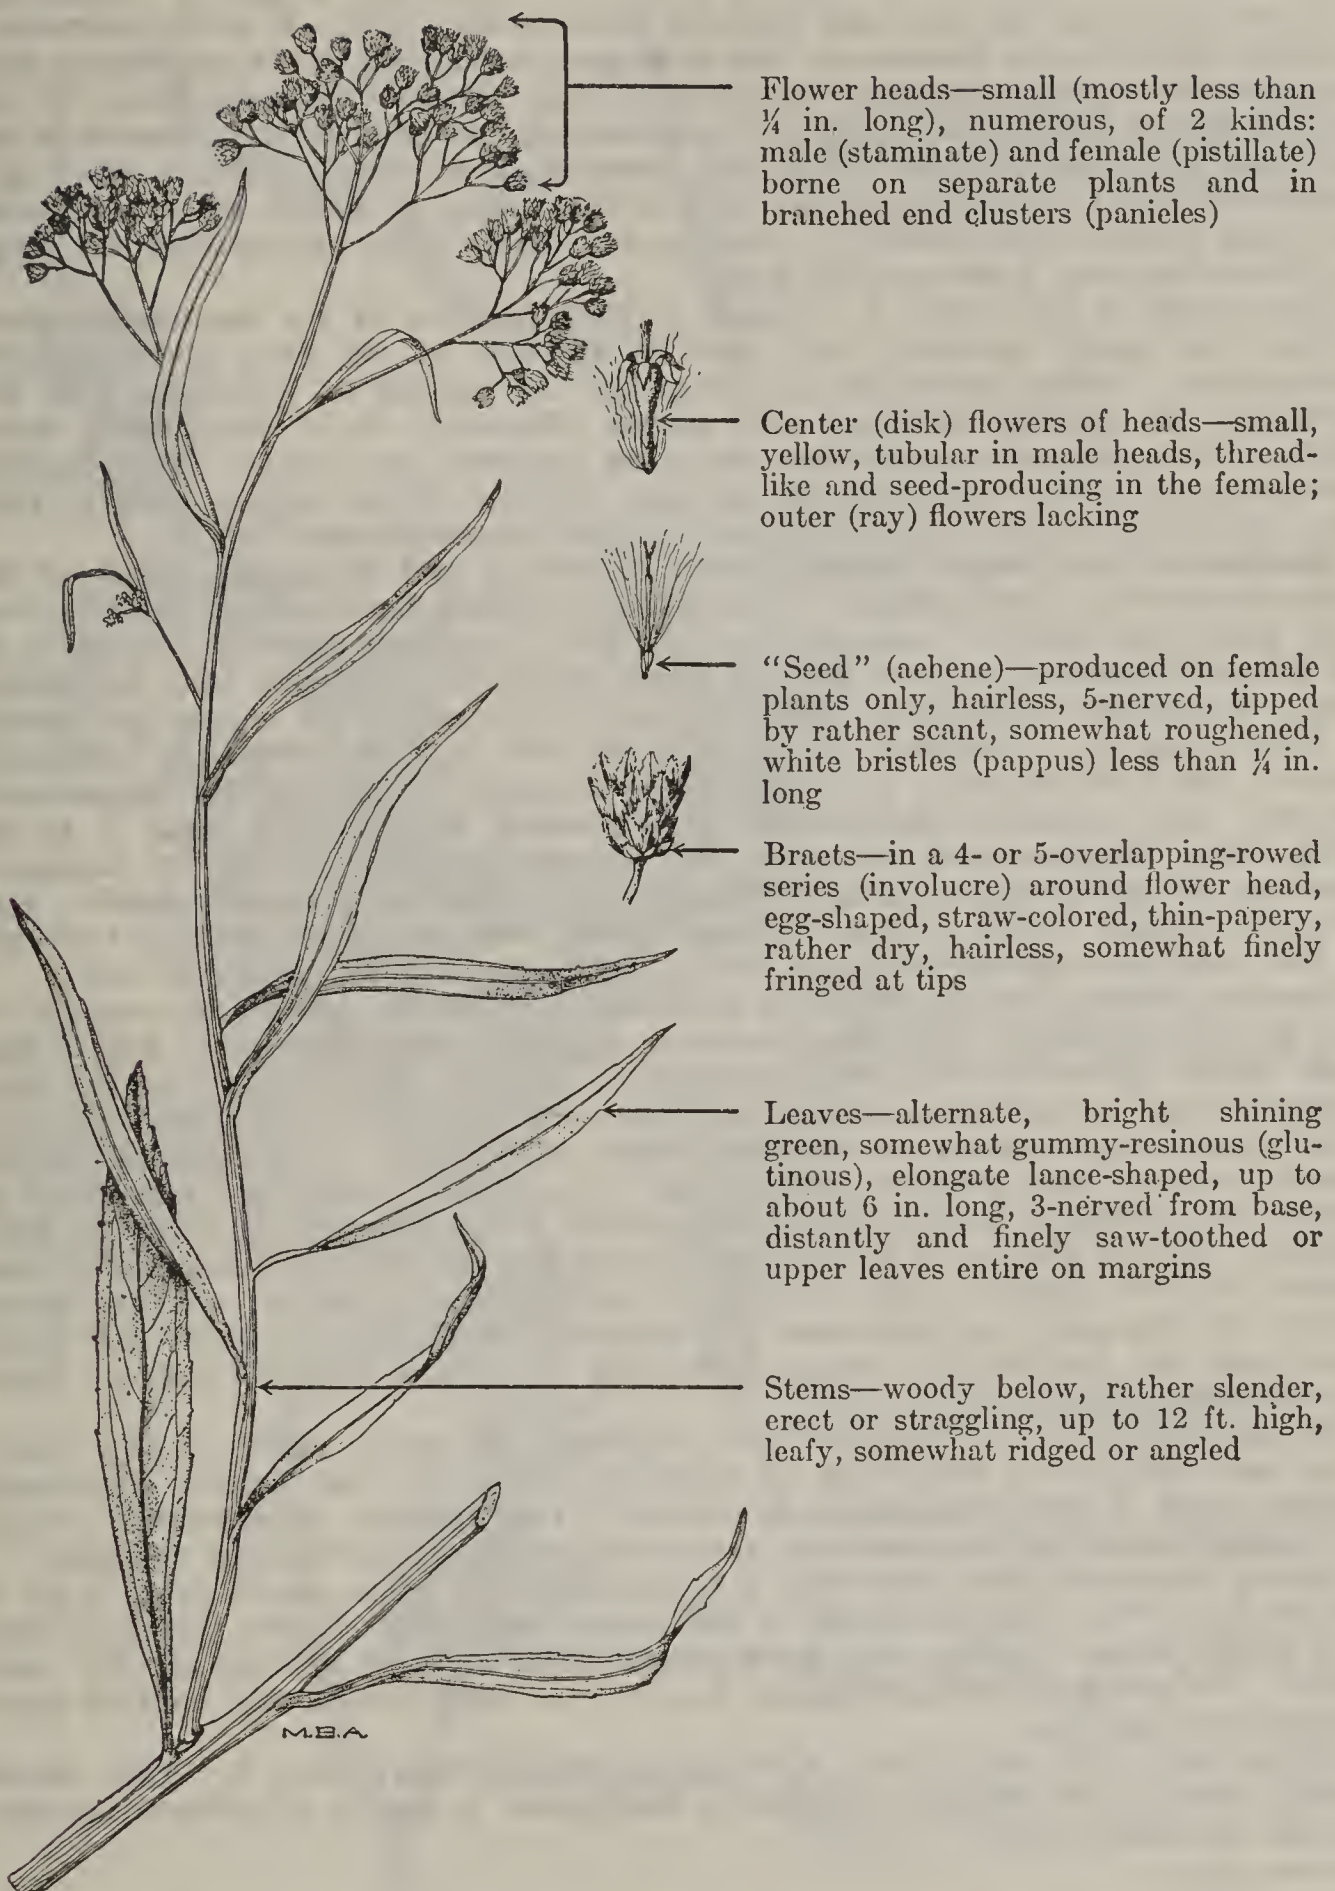 Flower heads—small (mostly less than
¼ in. long), numerous, of 2 kinds:
male (staminate) and female (pistillate)
borne on separate plants and in
branched end clusters (panieles)
Center (disk) flowers of heads—small,
yellow, tubular in male heads, thread-
like and seed-producing in the female;
outer (ray) flowers lacking
“Seed” (aehene)—produced on female
plants only, hairless, 5-nerved, tipped
by rather scant, somewhat roughened,
white bristles (pappus) less than ¼ in.
long
Braets—in a 4- or 5-overlapping-rowed
series (involucre) around flower head,
egg-shaped, straw-colored, thin-papery,
rather dry, hairless, somewhat finely
fringed at tips
Leaves—alternate, bright shining
green, somewhat gummy-resinous (glu-
tinous), elongate lance-shaped, up to
about 6 in. long, 3-nerved from base,
distantly and finely saw-toothed or
upper leaves entire on margins
Stems—woody below, rather slender,
erect or straggling, up to 12 ft. high,
leafy, somewhat ridged or angled
M.B.A.